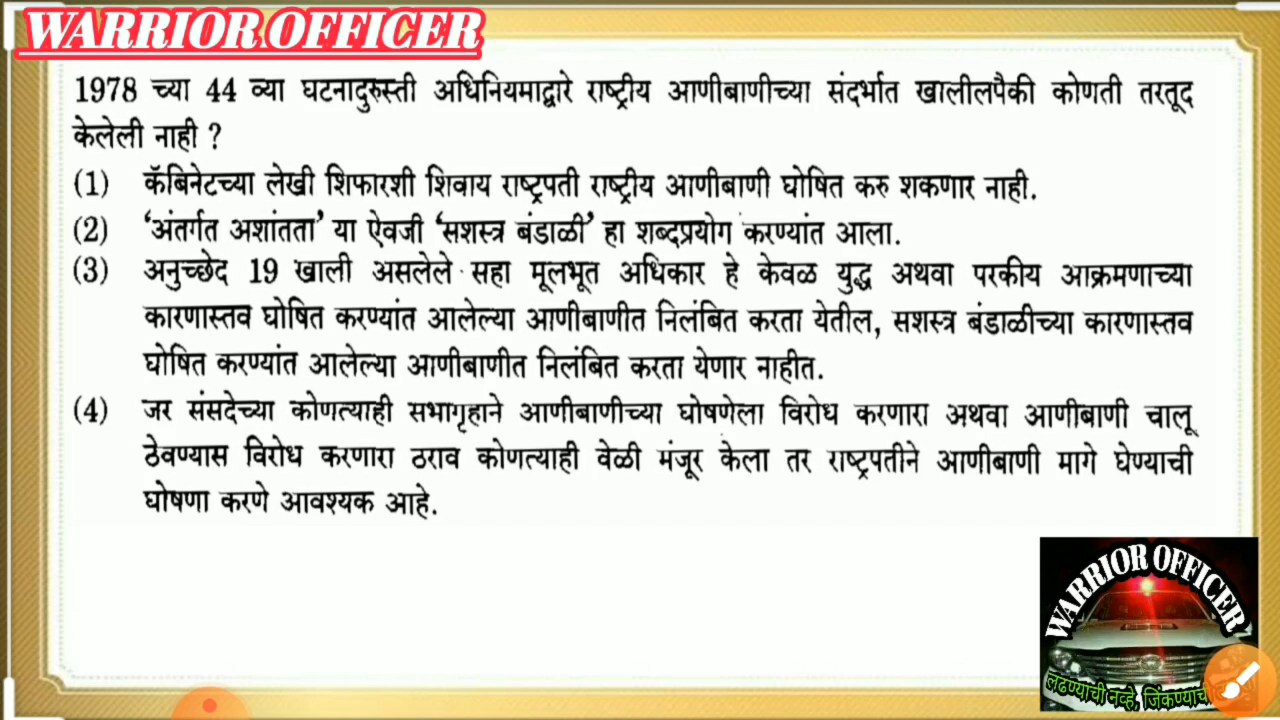 WARRIOR OFFICER
1978 च्या 44 व्या घटनादुरुस्ती अधिनियमाद्वारे राष्ट्रीय आणीबाणीच्या संदर्भात खालीलपैकी कोणती तरतूद
केलेली नाही ?
(1) कॅबिनेटच्या लेखी शिफारशी शिवाय राष्ट्रपती राष्ट्रीय आणीबाणी घोषित करु शकणार नाही.
(2) ‘अंतर्गत अशांतता’ या ऐवजी ‘सशस्त्र बंडाळी’ हा शब्दप्रयोग करण्यांत आला.
(3) अनुच्छेद 19 खाली असलेले सहा मूलभूत अधिकार हे केवळ युद्ध अथवा परकीय आक्रमणाच्या
कारणास्तव घोषित करण्यांत आलेल्या आणीबाणीत निलंबित करता येतील, सशस्त्र बंडाळीच्या कारणास्तव
घोषित करण्यांत आलेल्या आणीबाणीत निलंबित करता येणार नाहीत.
(4) जर संसदेच्या कोणत्याही सभागृहाने आणीबाणीच्या घोषणेला विरोध करणारा अथवा आणीबाणी चालू
ठेवण्यास विरोध करणारा ठराव कोणत्याही वेळी मंजूर केला तर राष्ट्रपतीने आणीबाणी मागे घेण्याची
घोषणा करणे आवश्यक आहे.
WARRIOR OFFICER
लढण्याची नव्हे, जिंकण्याची